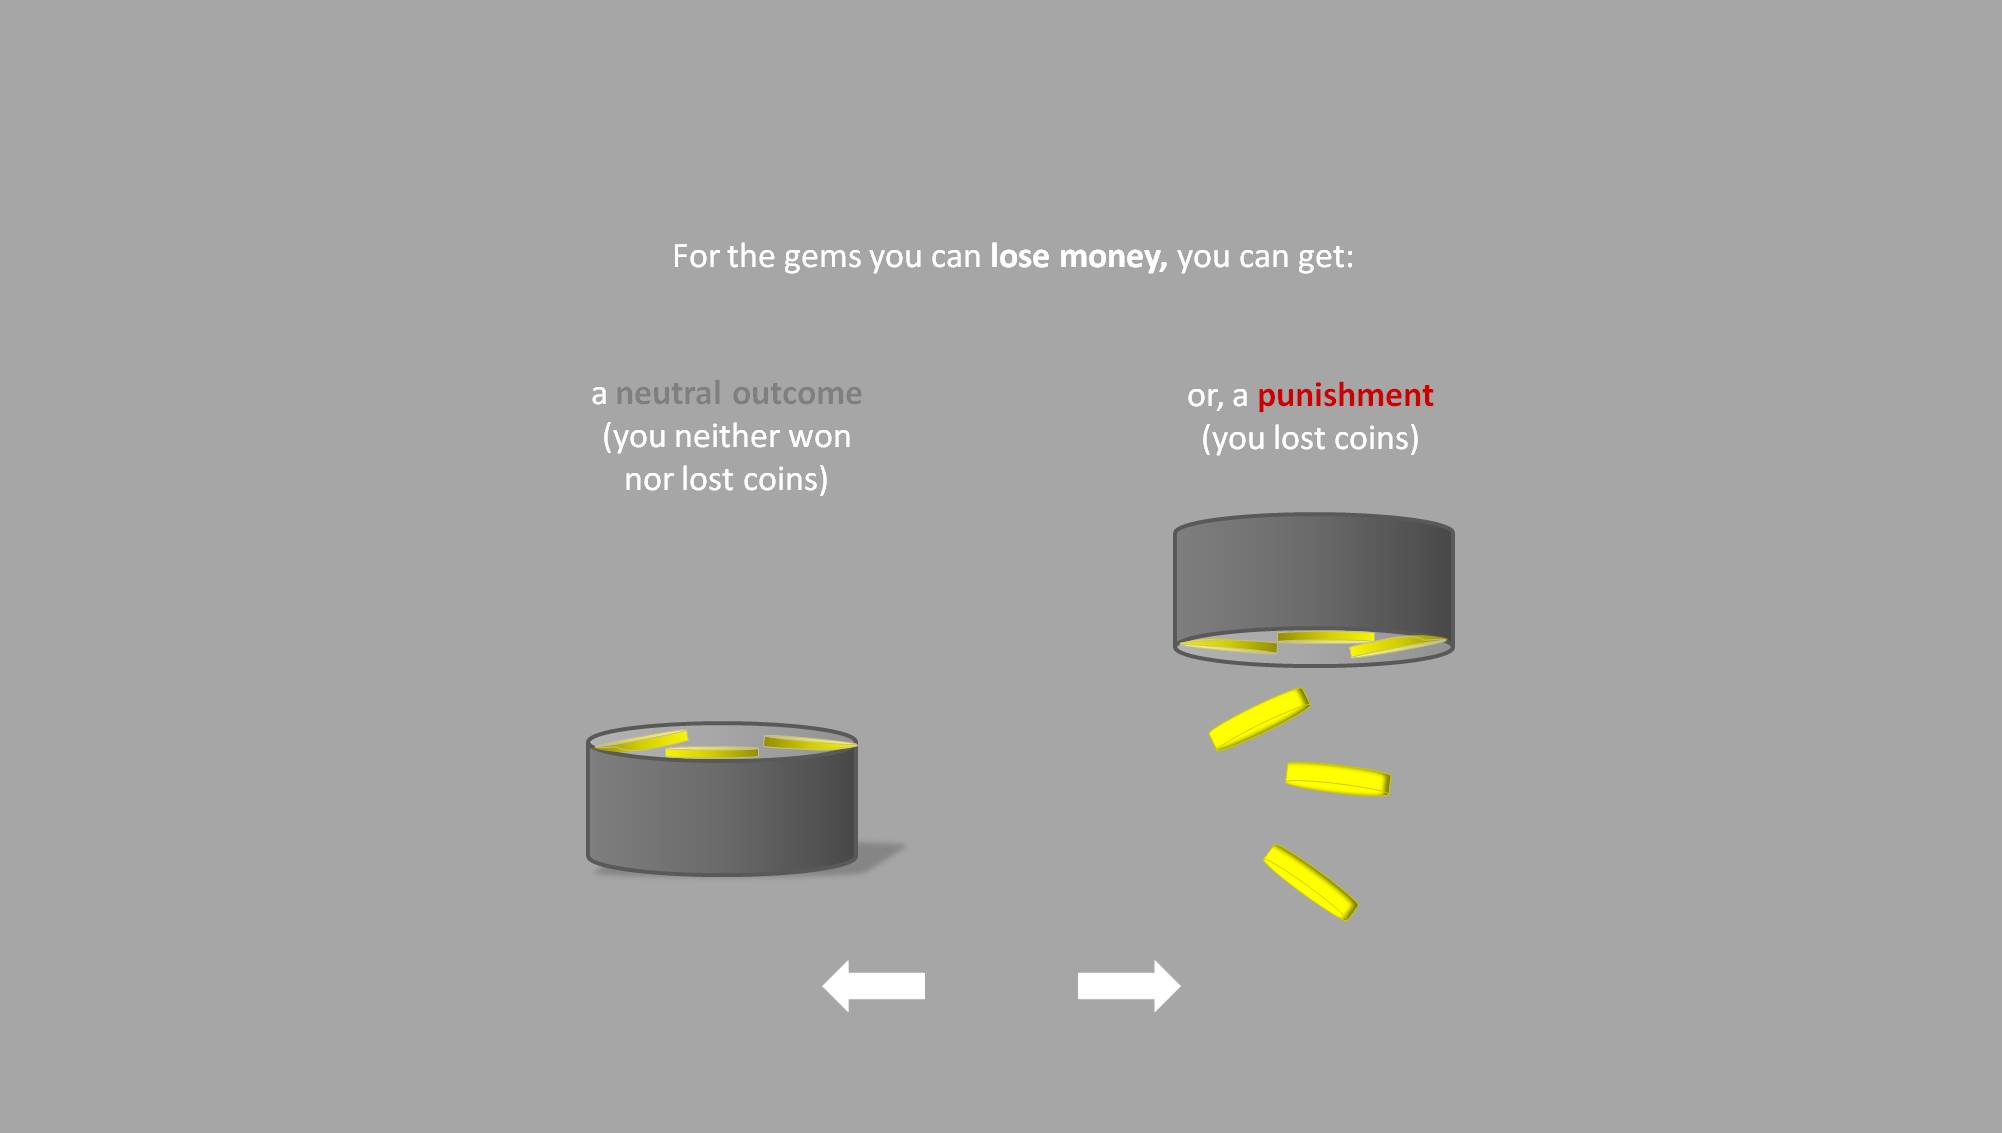 For the gems you can lose money, you can get:
a neutral outcome
(you neither won
nor lost coins)
or, a punishment
(you lost coins)